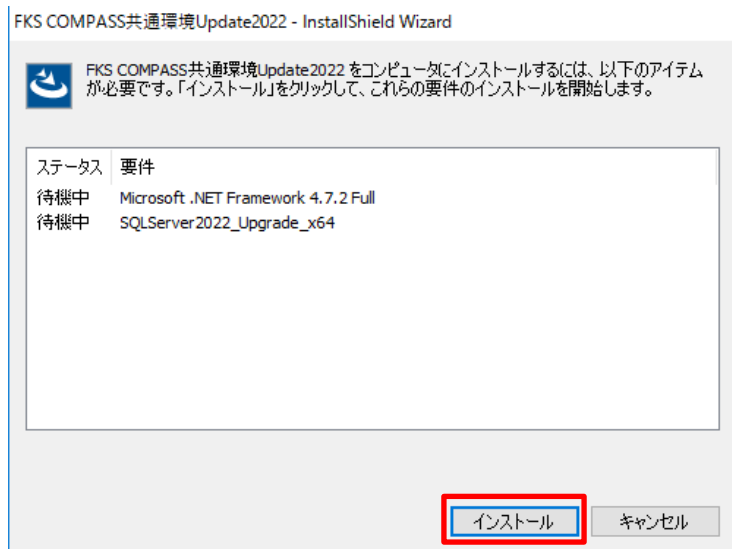 FKS COMPASS共通環境Update2022 - InstallShield Wizard
FKS COMPASS共通環境Update2022 をコンピュータにインストールするには、以下のアイテム
が必要です。「インストール」をクリックして、これらの要件のインストールを開始します。
ステータス 要件
待機中 Microsoft .NET Framework 4.7.2 Full
待機中 SQLServer2022_Upgrade_x64
インストール キャンセル